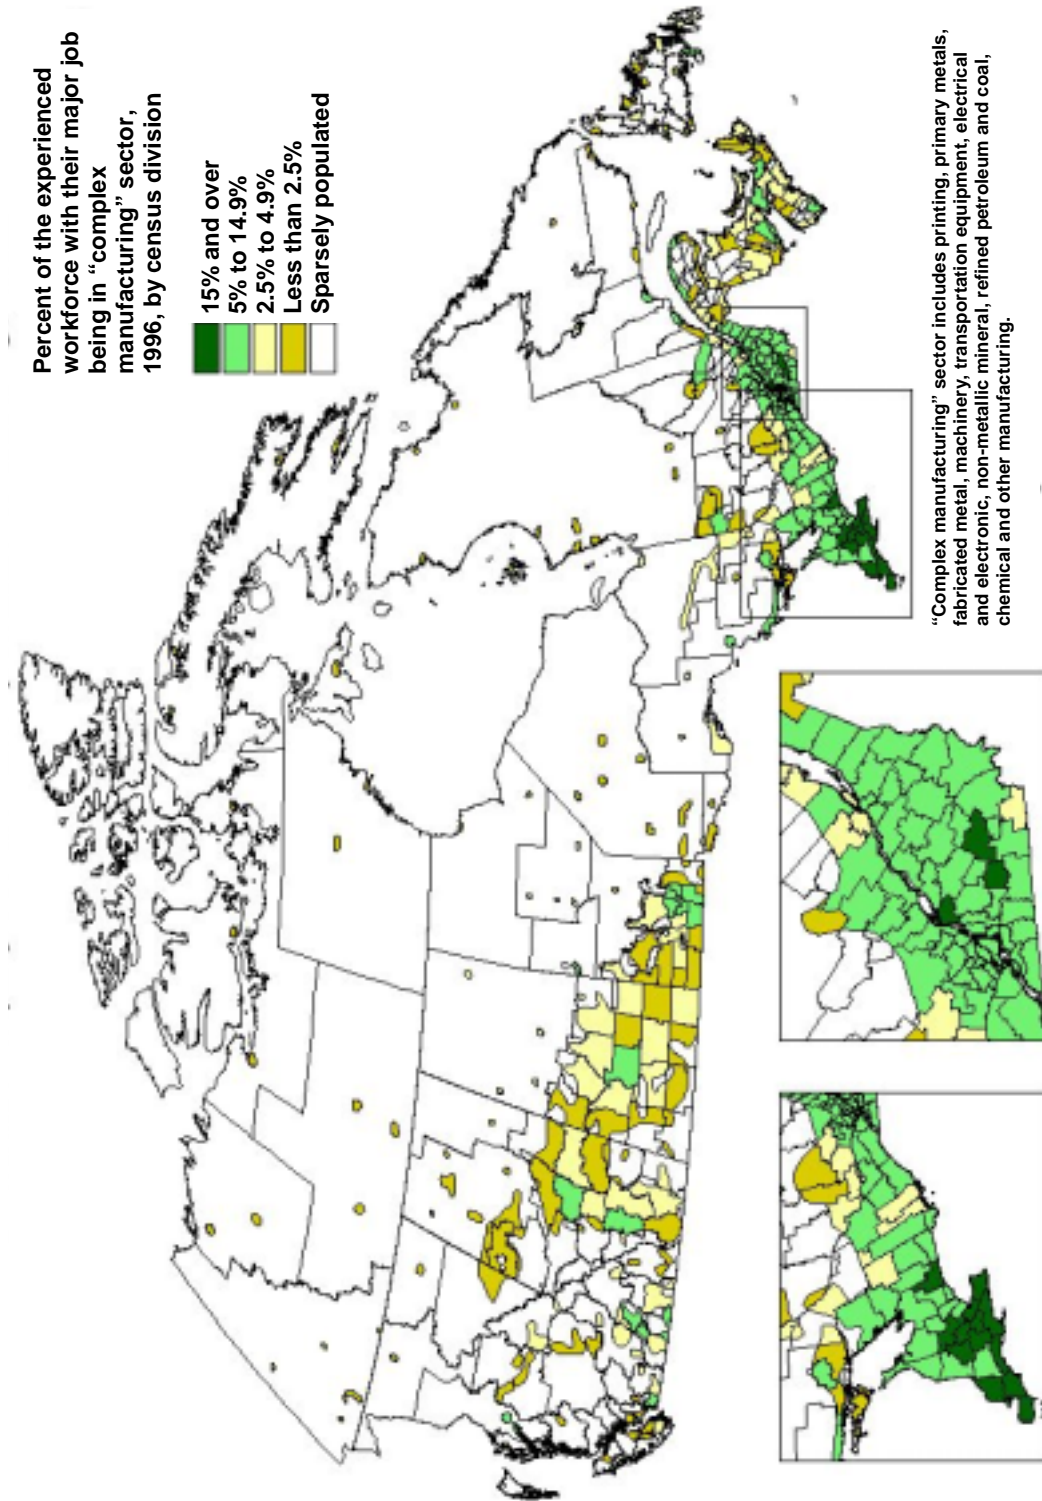 Percent of the experienced
workforce with their major job
being in “complex
manufacturing” sector,
1996, by census division
15% and over
5% to 14.9%
2.5% to 4.9%
Less than 2.5%
Sparsely populated
“Complex manufacturing” sector includes printing, primary metals,
fabricated metal, machinery, transportation equipment, electrical
and electronic, non-metallic mineral, refined petroleum and coal,
chemical and other manufacturing.